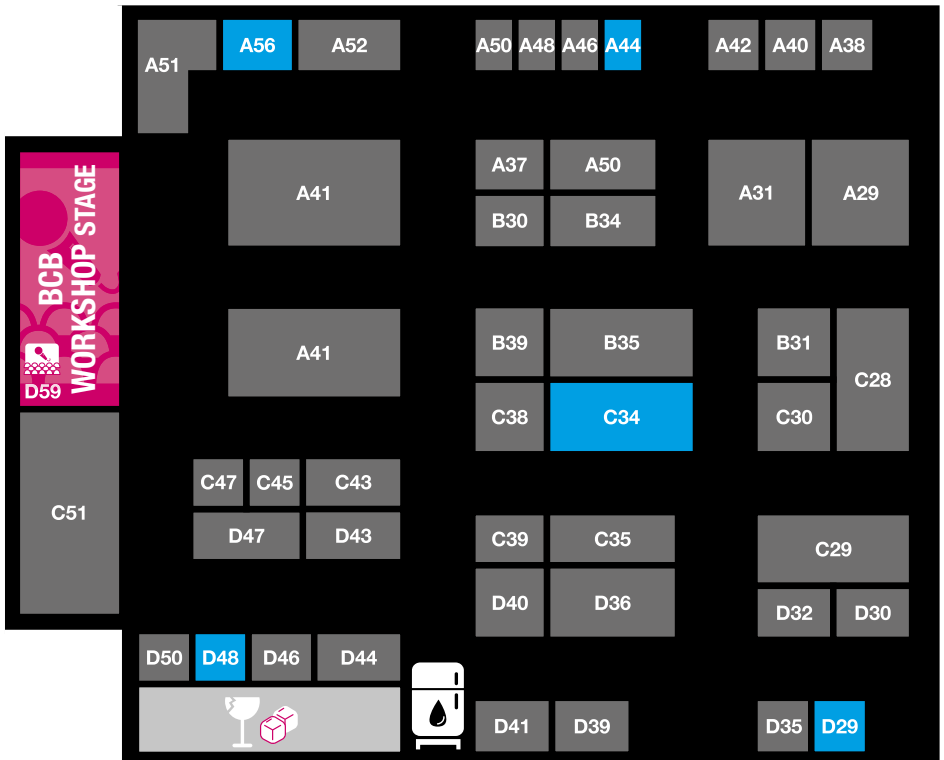 A51
A56
A52
A50
A48
A46
A44
A42
A40
A38
A41
A37
A50
B30
B34
A31
A29
BCB
WORKSHOP STAGE
D59
A41
B39
B35
C38
C34
B31
C30
C28
C51
C47
C45
C43
D47
D43
C39
C35
D40
D36
C29
D32
D30
D50
D48
D46
D44
D41
D39
D35
D29